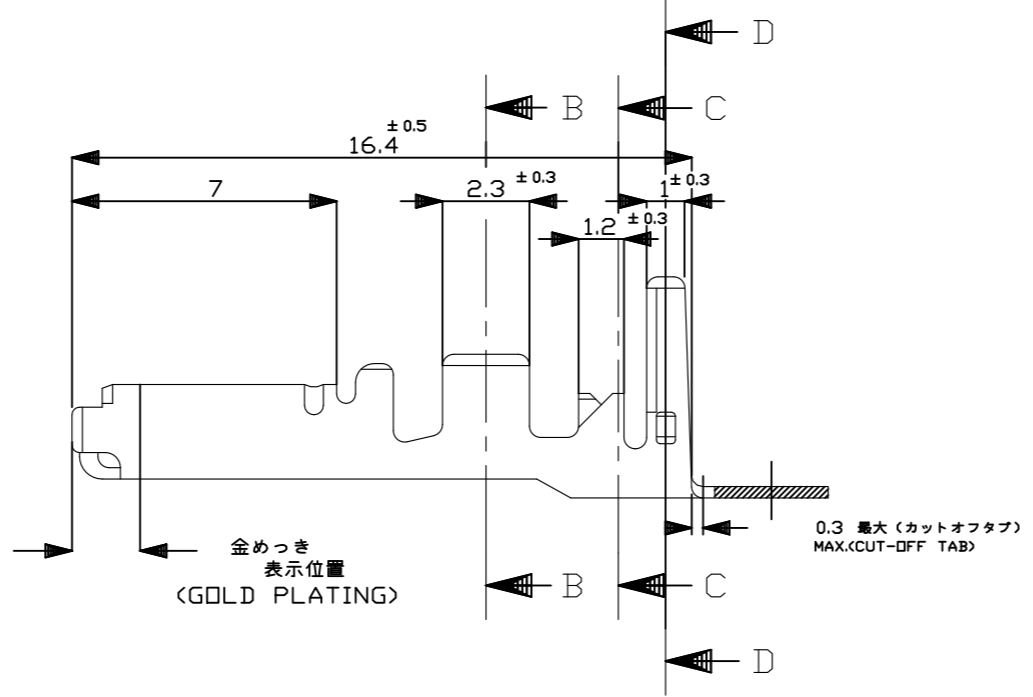 D
B
C
± 0.5
16.4
7
2.3 ± 0.3
1 ± 0.3
1.2 ± 0.3
0.3 最大 (カットオフタブ)
MAX.(CUT-OFF TAB)
金めっき
表示位置
(GOLD PLATING)
B
C
D